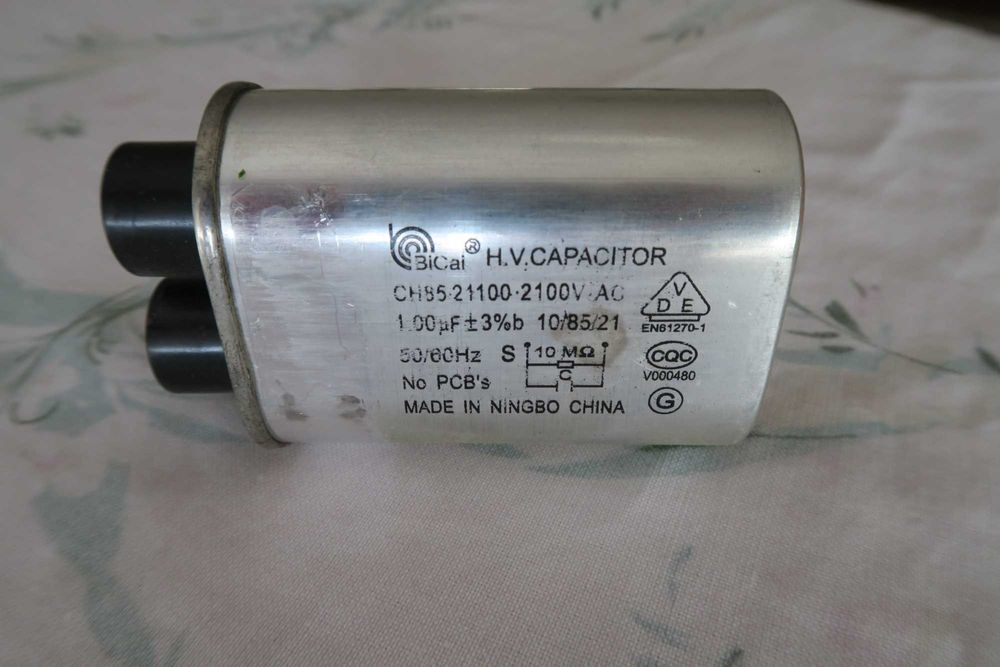 BiCai® H.V.CAPACITOR
CH85-21100-2100V AC
1.00µF±3%b 10/85/21
50/60Hz S 10 MΩ
C
No PCB's
MADE IN NINGBO CHINA
V
D E
EN61270-1
CQC
V000480
G